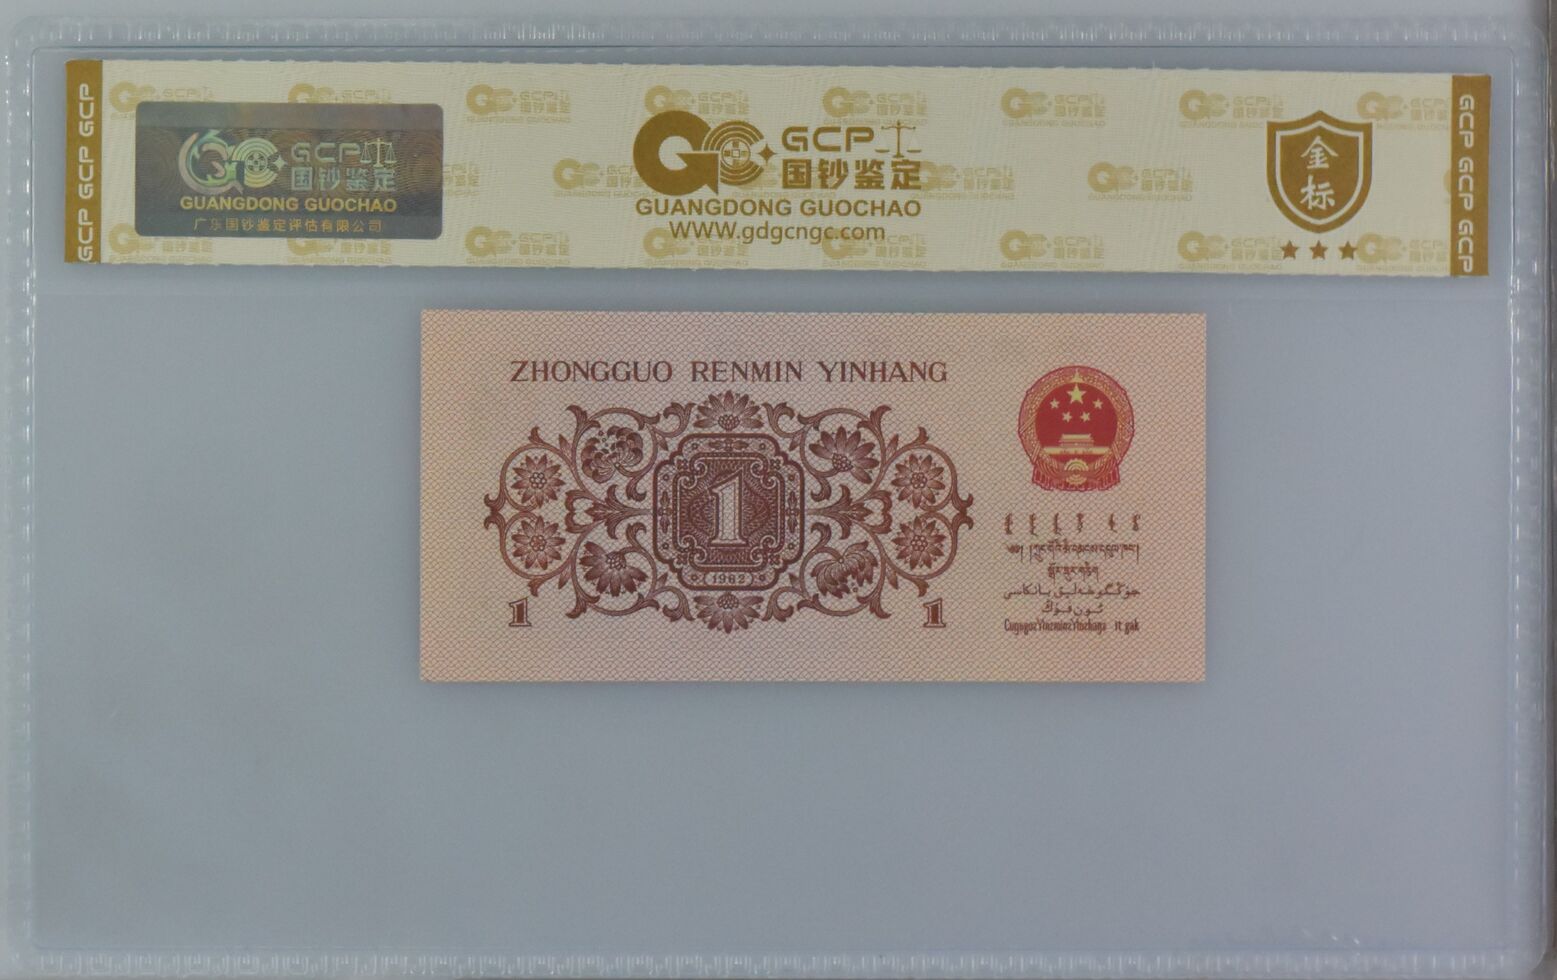 GCP GCP GCP
GCP
国钞鉴定
GUANGDONG GUOCHAO
广东国钞鉴定评估有限公司
GCP
国钞鉴定
GUANGDONG GUOCHAO
WWW.gdgcngc.com
金
标
GCP GCP GCP
ZHONGGUO RENMIN YINHANG
1
(1962)
1
1
جۇڭگوخەلىق بانكاسى